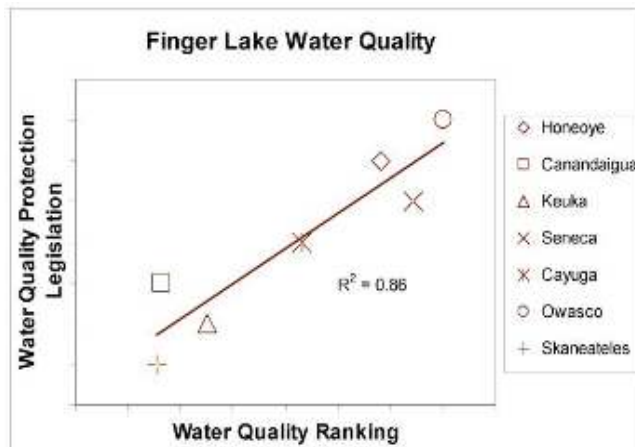 Finger Lake Water Quality
Water Quality Protection
Legislation
R² = 0.86
Water Quality Ranking
Honeoye
Canandaigua
Keuka
Seneca
Cayuga
Owasco
Skaneateles